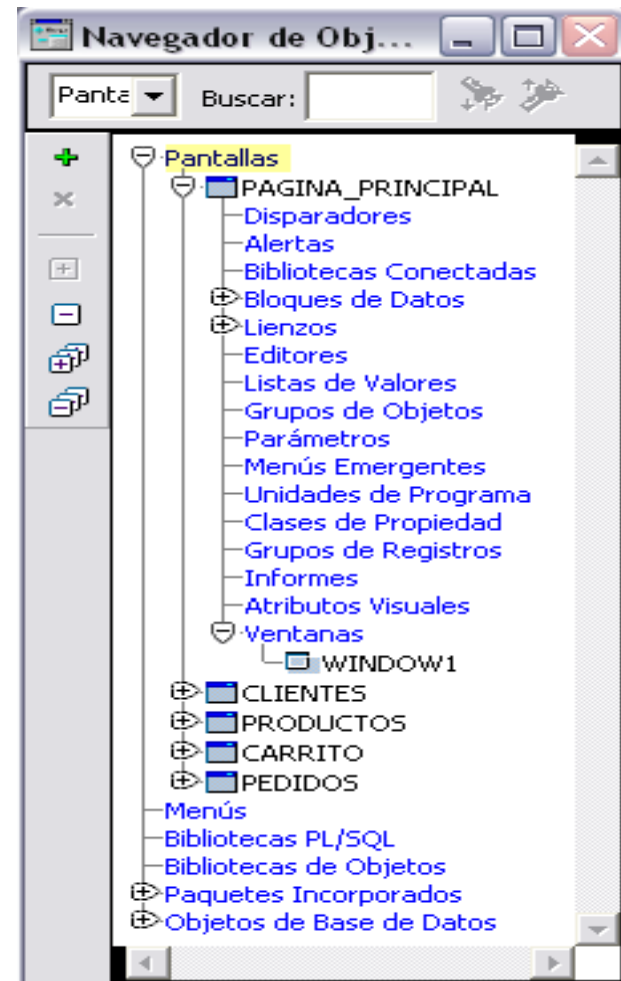 Navegador de Obj...
Panta
Buscar:
Pantallas
PAGINA_PRINCIPAL
Disparadores
Alertas
Bibliotecas Conectadas
Bloques de Datos
Lienzos
Editores
Listas de Valores
Grupos de Objetos
Parámetros
Menús Emergentes
Unidades de Programa
Clases de Propiedad
Grupos de Registros
Informes
Atributos Visuales
Ventanas
WINDOW1
CLIENTES
PRODUCTOS
CARRITO
PEDIDOS
Menús
Bibliotecas PL/SQL
Bibliotecas de Objetos
Paquetes Incorporados
Objetos de Base de Datos